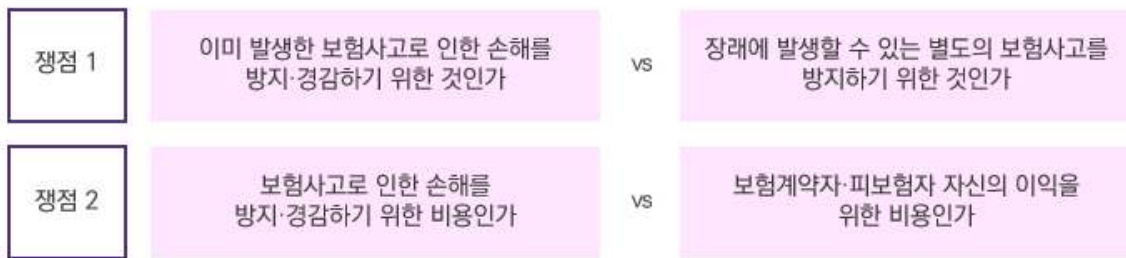 쟁점 1
이미 발생한 보험사고로 인한 손해를
방지·경감하기 위한 것인가
vs
장래에 발생할 수 있는 별도의 보험사고를
방지하기 위한 것인가
쟁점 2
보험사고로 인한 손해를
방지·경감하기 위한 비용인가
vs
보험계약자·피보험자 자신의 이익을
위한 비용인가